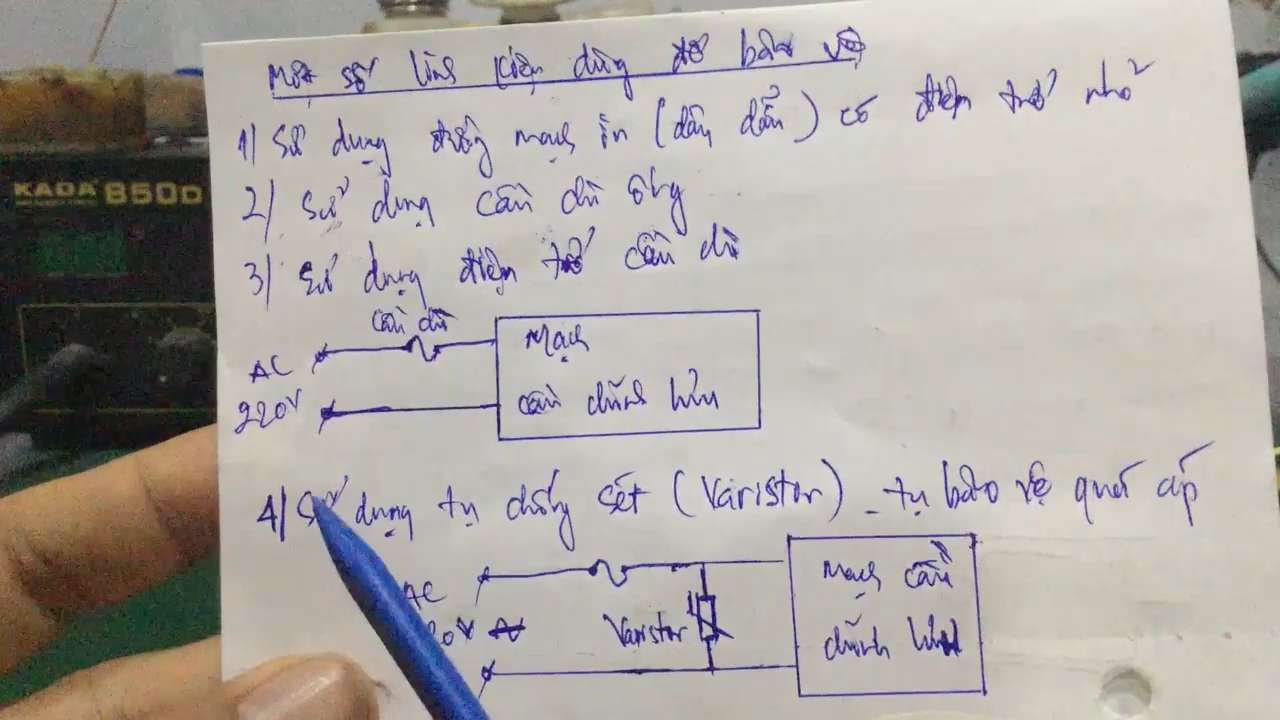 Một số linh kiện dùng để bảo vệ
1/ Sử dụng đường mạch in (dây dẫn) có điện trở nhỏ
2/ Sử dụng cầu chì ống
3/ Sử dụng điện trở cầu chì
KADA 850D
cầu chì
AC
220V
Mạch
cầu chỉnh lưu
4/ Sử dụng tụ chống sét (Varistor) - tụ bảo vệ quá áp
AC
20V
Varistor
Mạch cầu
chỉnh lưu